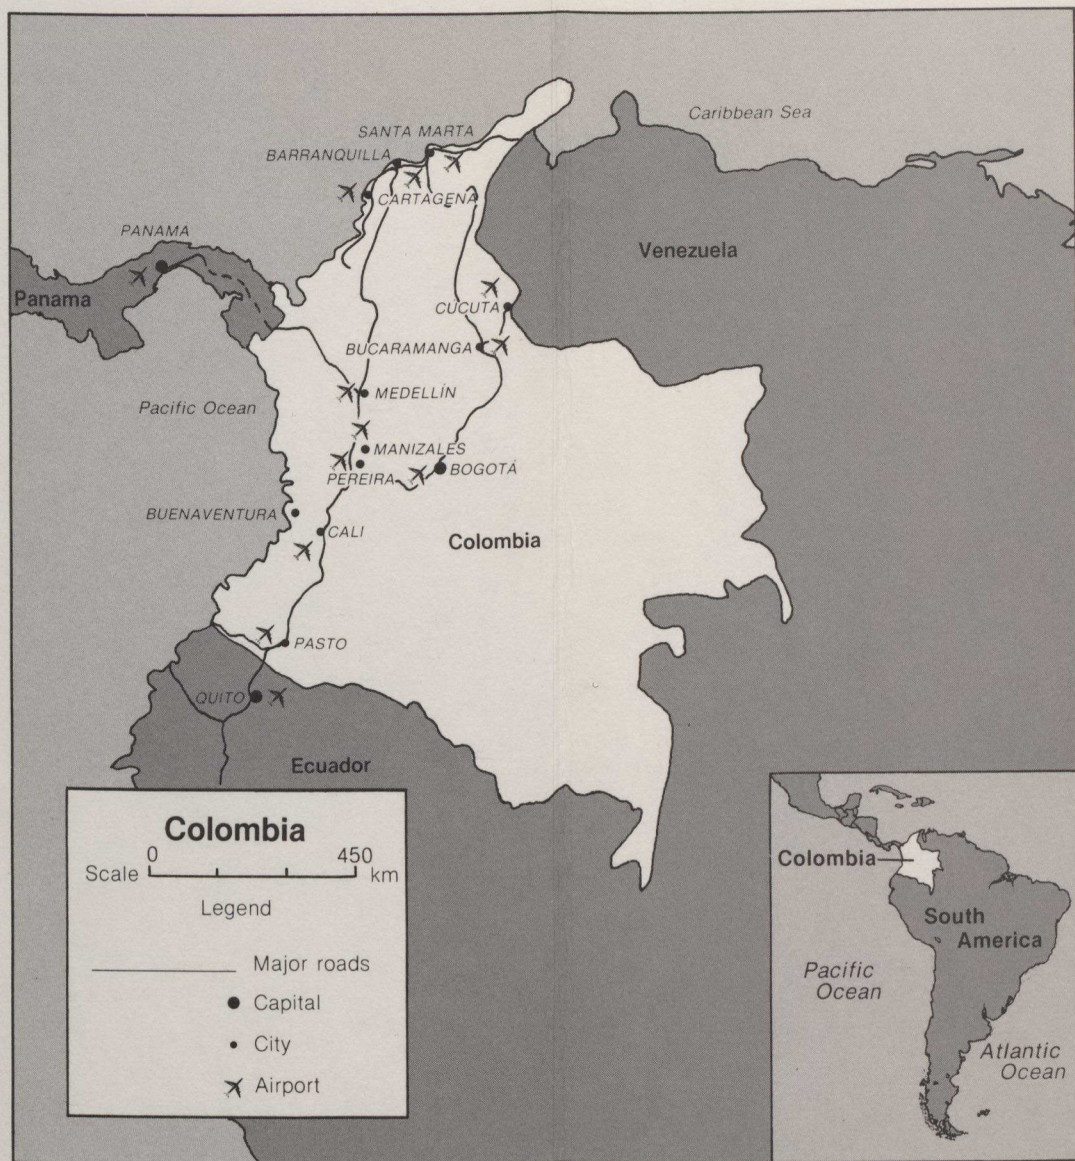 Caribbean Sea
SANTA MARTA
BARRANQUILLA
CARTAGENA
PANAMA
Venezuela
Panama
CUCUTA
BUCARAMANGA
MEDELLÍN
Pacific Ocean
MANIZALES
BOGOTÁ
PEREIRA
BUENAVENTURA
CALI
Colombia
PASTO
QUITO
Ecuador
Colombia
0 450
Scale km
Legend
Major roads
Capital
City
Airport
Colombia
South
America
Pacific
Ocean
Atlantic
Ocean